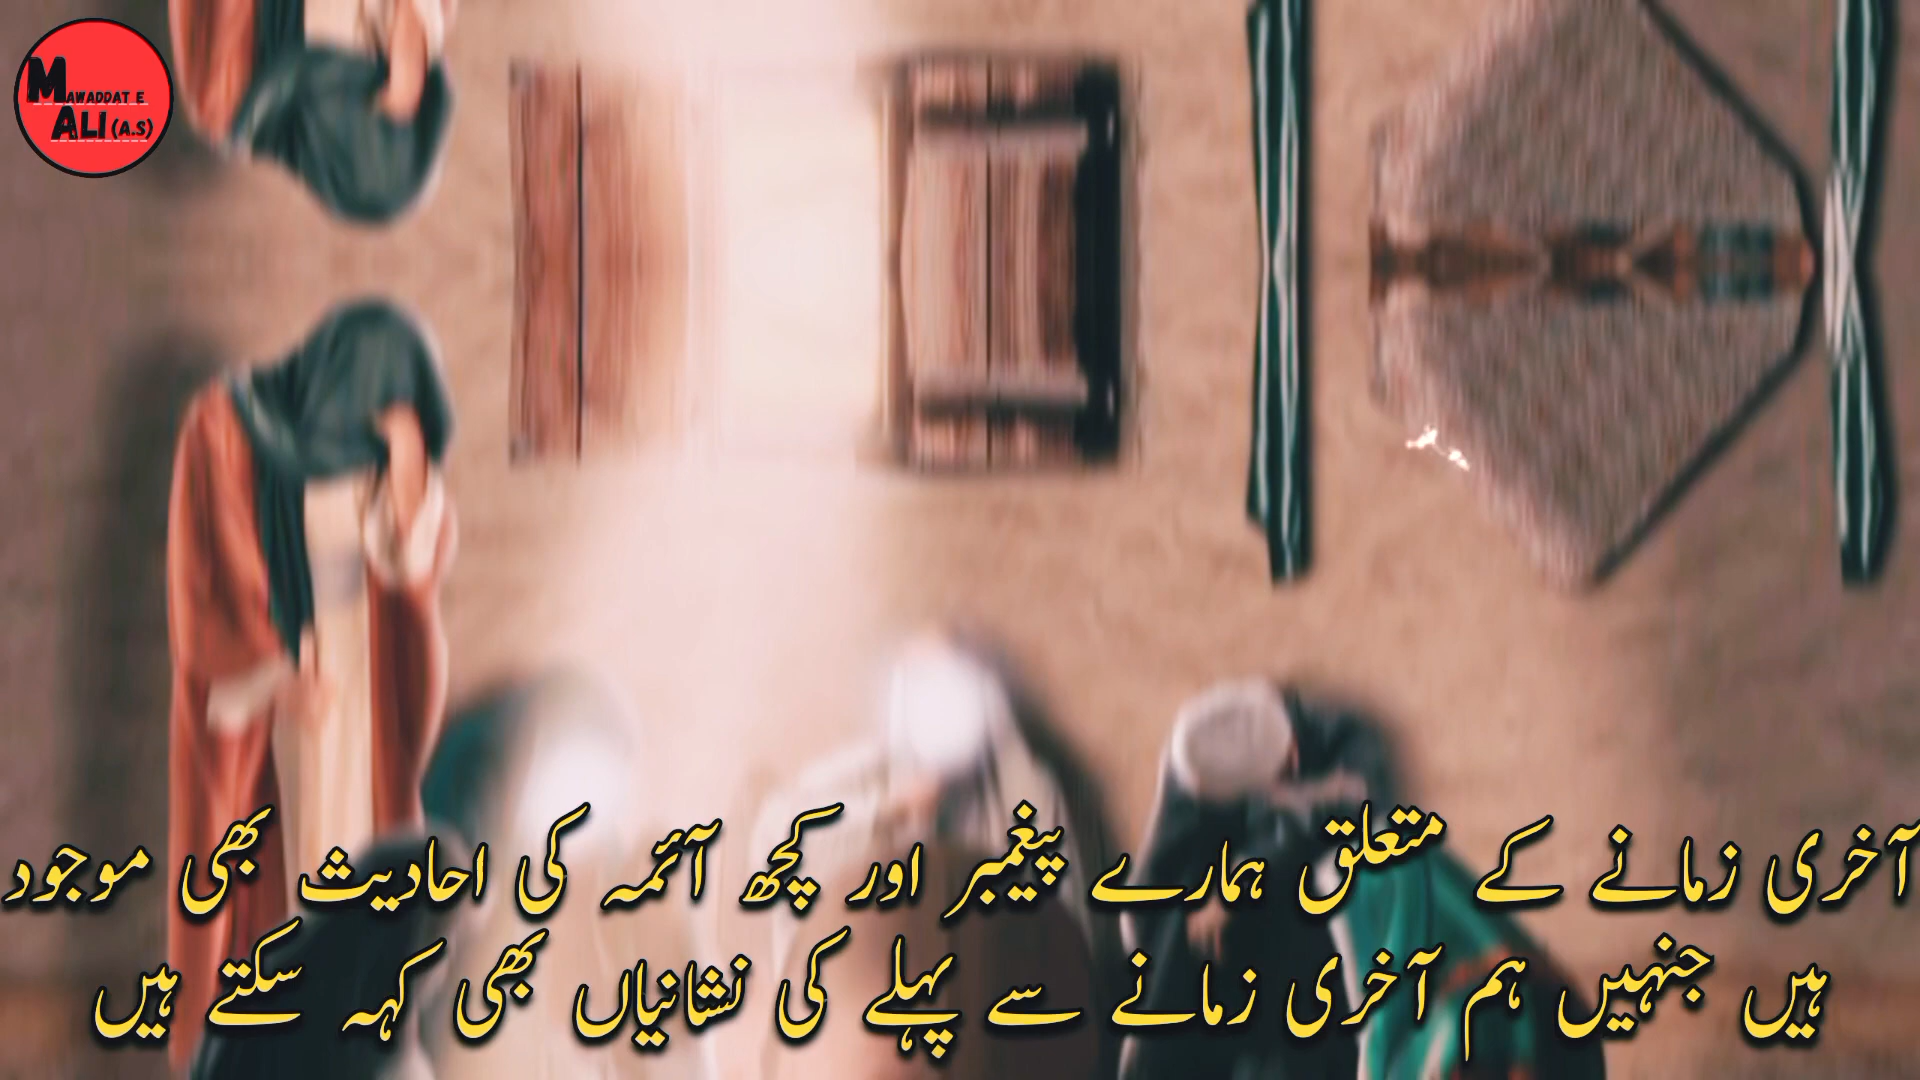 MAWADDAT E
ALI (A.S)
آخری زمانے کے متعلق ہمارے پیغمبر اور کچھ آئمہ کی احادیث بھی موجود
ہیں جنہیں ہم آخری زمانے سے پہلے کی نشانیاں بھی کہہ سکتے ہیں